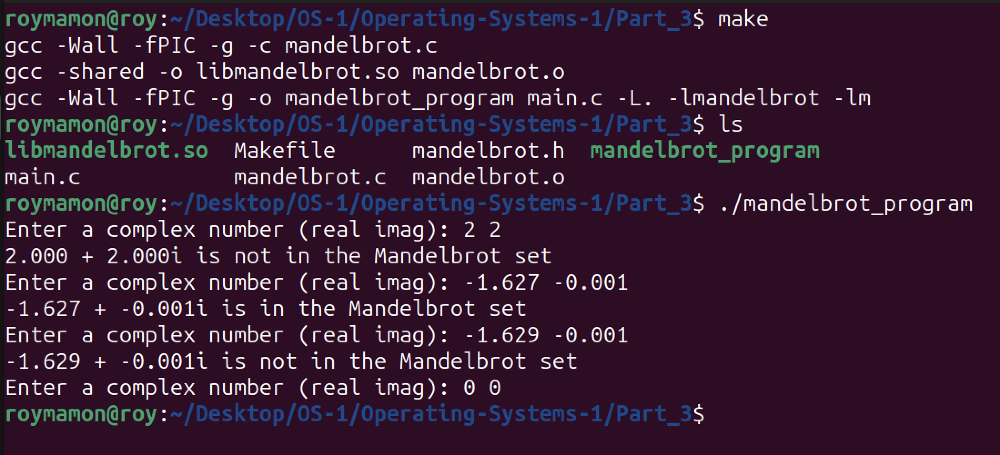 roymamon@roy:~/Desktop/OS-1/Operating-Systems-1/Part_3$ make
gcc -Wall -fPIC -g -c mandelbrot.c
gcc -shared -o libmandelbrot.so mandelbrot.o
gcc -Wall -fPIC -g -o mandelbrot_program main.c -L. -lmandelbrot -lm
roymamon@roy:~/Desktop/OS-1/Operating-Systems-1/Part_3$ ls
libmandelbrot.so  Makefile      mandelbrot.h  mandelbrot_program
main.c            mandelbrot.c  mandelbrot.o
roymamon@roy:~/Desktop/OS-1/Operating-Systems-1/Part_3$ ./mandelbrot_program
Enter a complex number (real imag): 2 2
2.000 + 2.000i is not in the Mandelbrot set
Enter a complex number (real imag): -1.627 -0.001
-1.627 + -0.001i is in the Mandelbrot set
Enter a complex number (real imag): -1.629 -0.001
-1.629 + -0.001i is not in the Mandelbrot set
Enter a complex number (real imag): 0 0
roymamon@roy:~/Desktop/OS-1/Operating-Systems-1/Part_3$